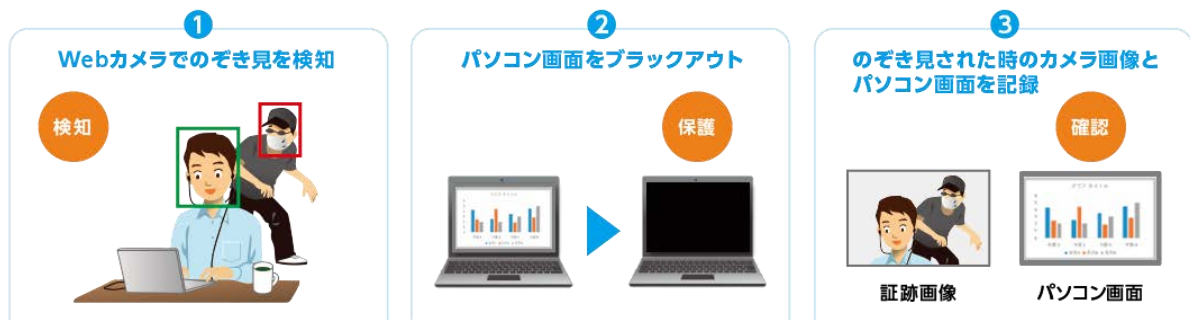 1
Webカメラでのぞき見を検知
検知
2
パソコン画面をブラックアウト
保護
3
のぞき見された時のカメラ画像と
パソコン画面を記録
確認
証跡画像
パソコン画面